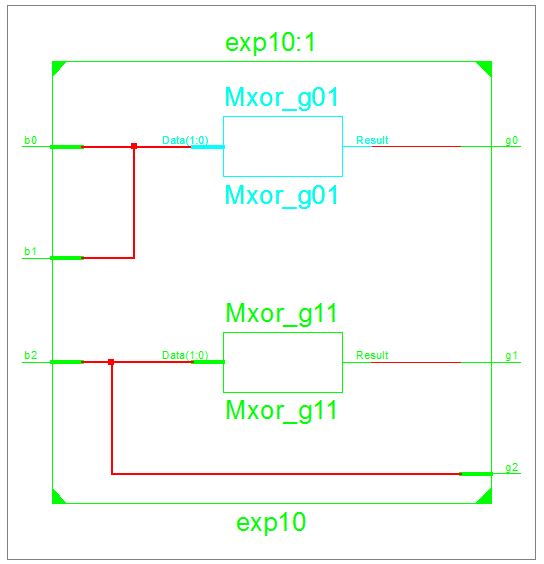 exp10:1
Mxor_g01
b0
Data(1:0)
Result
g0
Mxor_g01
b1
Mxor_g11
b2
Data(1:0)
Result
g1
Mxor_g11
g2
exp10